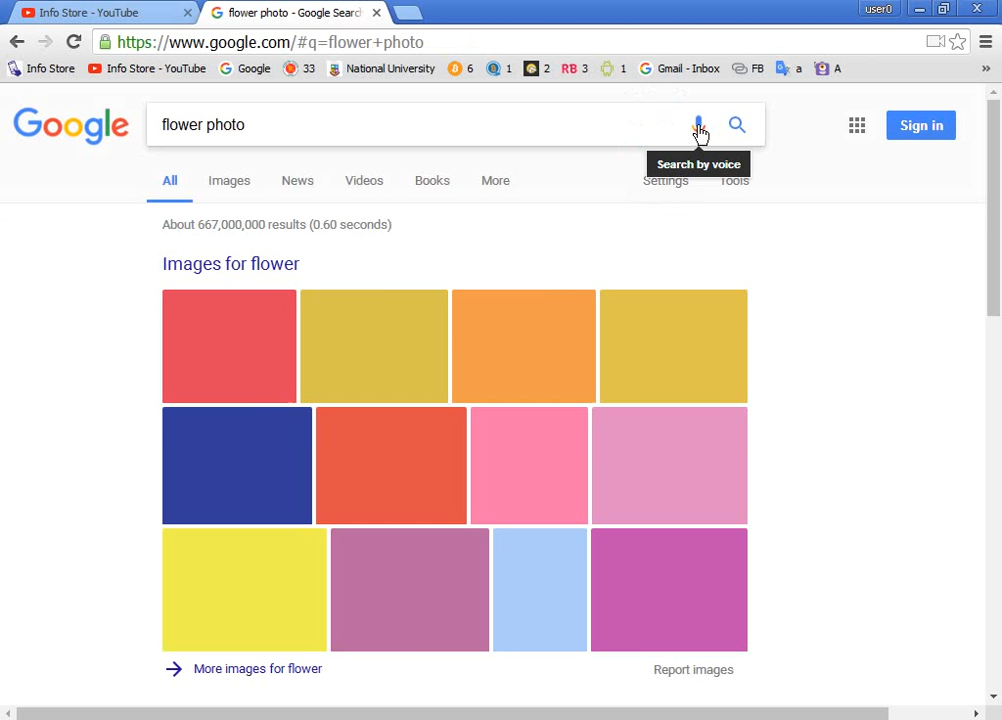 Info Store - YouTube
flower photo - Google Searc
user0
https://www.google.com/#q=flower+photo
Info Store
Info Store - YouTube
Google
33
National University
6
1
2
RB 3
1
Gmail - Inbox
FB
a
A
»
Google
flower photo
Sign in
Search by voice
All
Images
News
Videos
Books
More
Settings
Tools
About 667,000,000 results (0.60 seconds)
Images for flower
More images for flower
Report images